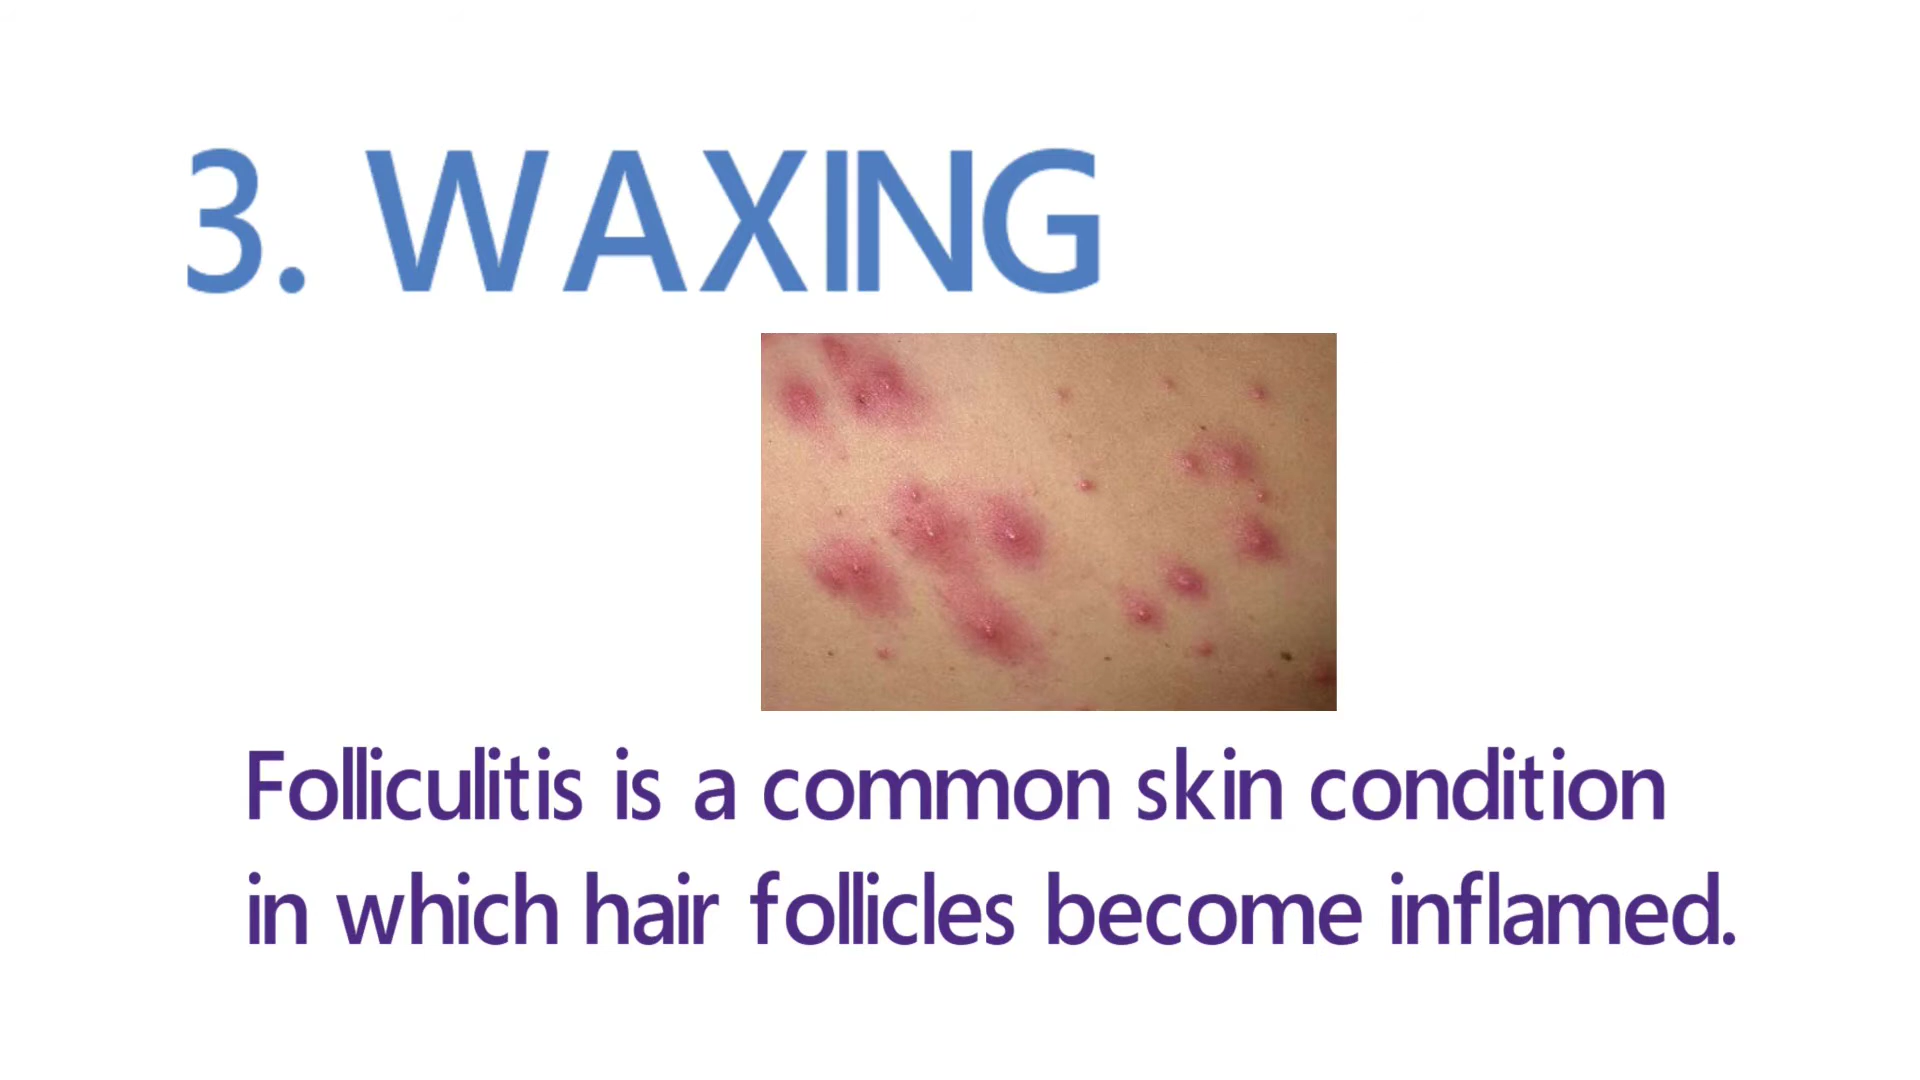 3. WAXING
Folliculitis is a common skin condition
in which hair follicles become inflamed.